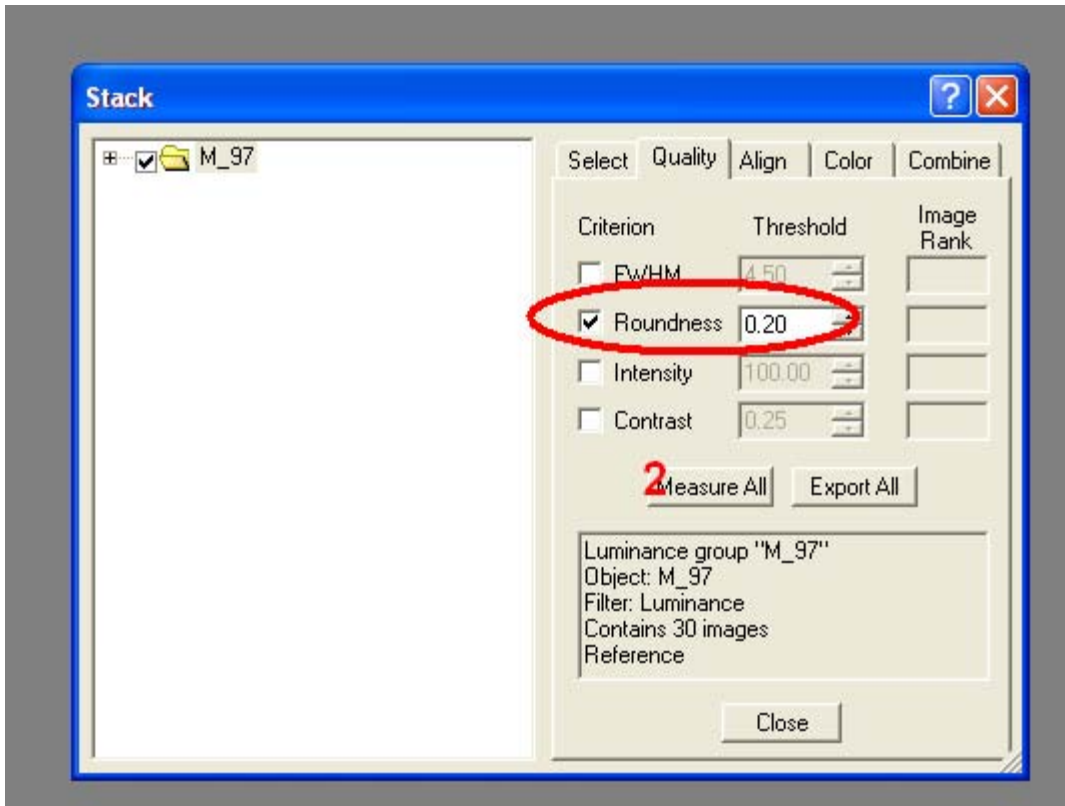 Stack
M_97
Select Quality Align Color Combine
Criterion Threshold Image Rank
FWHM 4.50
Roundness 0.20
Intensity 100.00
Contrast 0.25
2 Measure All Export All
Luminance group "M_97"
Object: M_97
Filter: Luminance
Contains 30 images
Reference
Close